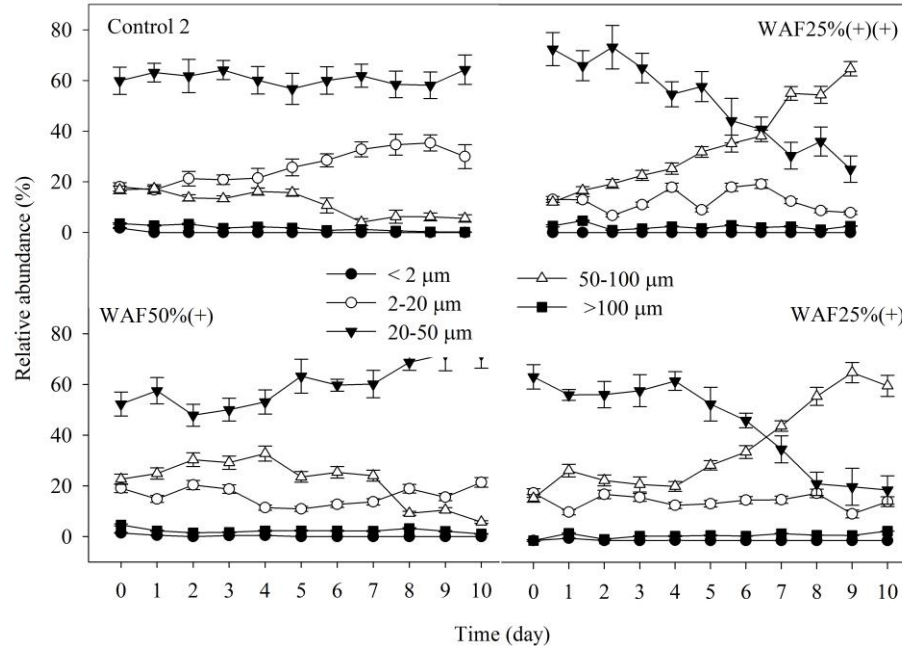 Control 2
WAF25%(+)(+)
80
60
40
20
0
Relative abundance (%)
< 2 μm
2-20 μm
20-50 μm
50-100 μm
>100 μm
WAF50%(+)
WAF25%(+)
80
60
40
20
0
0 1 2 3 4 5 6 7 8 9 10
0 1 2 3 4 5 6 7 8 9 10
Time (day)